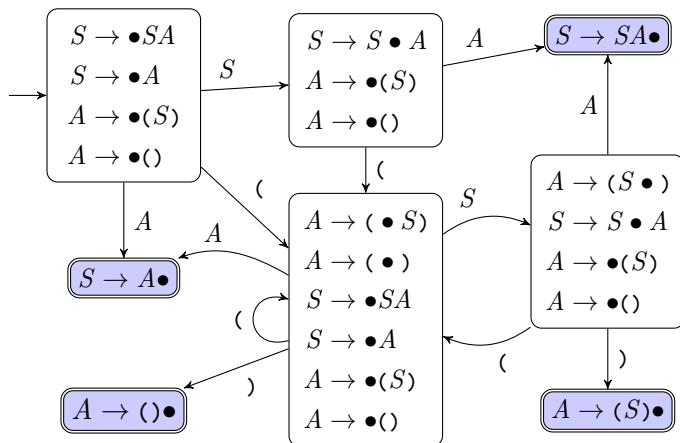 S → •SA
S → •A
A → •(S)
A → •()
S
S → S • A
A → •(S)
A → •()
A
S → SA•
A
(
(
A
A → (S •)
S → S • A
A → •(S)
A → •()
S
A → ( • S)
A → ( • )
S → •SA
S → •A
A → •(S)
A → •()
A
S → A•
(
(
)
)
A → ()•
A → (S)•